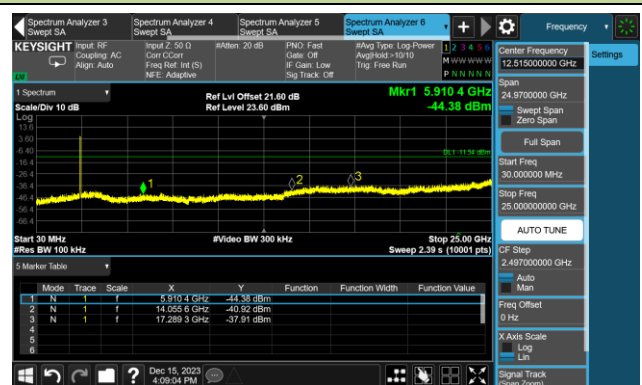 Spectrum Analyzer 3
Swept SA
Spectrum Analyzer 4
Swept SA
Spectrum Analyzer 5
Swept SA
Spectrum Analyzer 6
Swept SA
Frequency
KEYSIGHT
Input: RF
Coupling: AC
Align: Auto
Input Z: 50 Ω
Corr CCorr
Freq Ref: Int (S)
NFE: Adaptive
#Atten: 20 dB
PNO: Fast
Gate: Off
IF Gain: Low
Sig Track: Off
#Avg Type: Log-Power
Avg|Hold:>10/10
Trig: Free Run
1 2 3 4 5 6
M W W W W W
P N N N N N
1 Spectrum
Scale/Div 10 dB
Ref Lvl Offset 21.60 dB
Ref Level 23.60 dBm
Mkr1 5.910 4 GHz
-44.38 dBm
Log
13.6
3.60
-6.40
-16.4
-26.4
-36.4
-46.4
-56.4
-66.4
DL1 -11.54 dBm
1
2
3
Start 30 MHz
#Res BW 100 kHz
#Video BW 300 kHz
Stop 25.00 GHz
Sweep 2.39 s (10001 pts)
5 Marker Table
Mode Trace Scale X Y Function Function Width Function Value
1 N 1 f 5.910 4 GHz -44.38 dBm
2 N 1 f 14.055 6 GHz -40.92 dBm
3 N 1 f 17.289 3 GHz -37.91 dBm
4
5
6
Dec 15, 2023
4:09:04 PM
Center Frequency
12.515000000 GHz
Settings
Span
24.9700000 GHz
Swept Span
Zero Span
Full Span
Start Freq
30.000000 MHz
Stop Freq
25.000000000 GHz
AUTO TUNE
CF Step
2.497000000 GHz
Auto
Man
Freq Offset
0 Hz
X Axis Scale
Log
Lin
Signal Track
(Span Zoom)